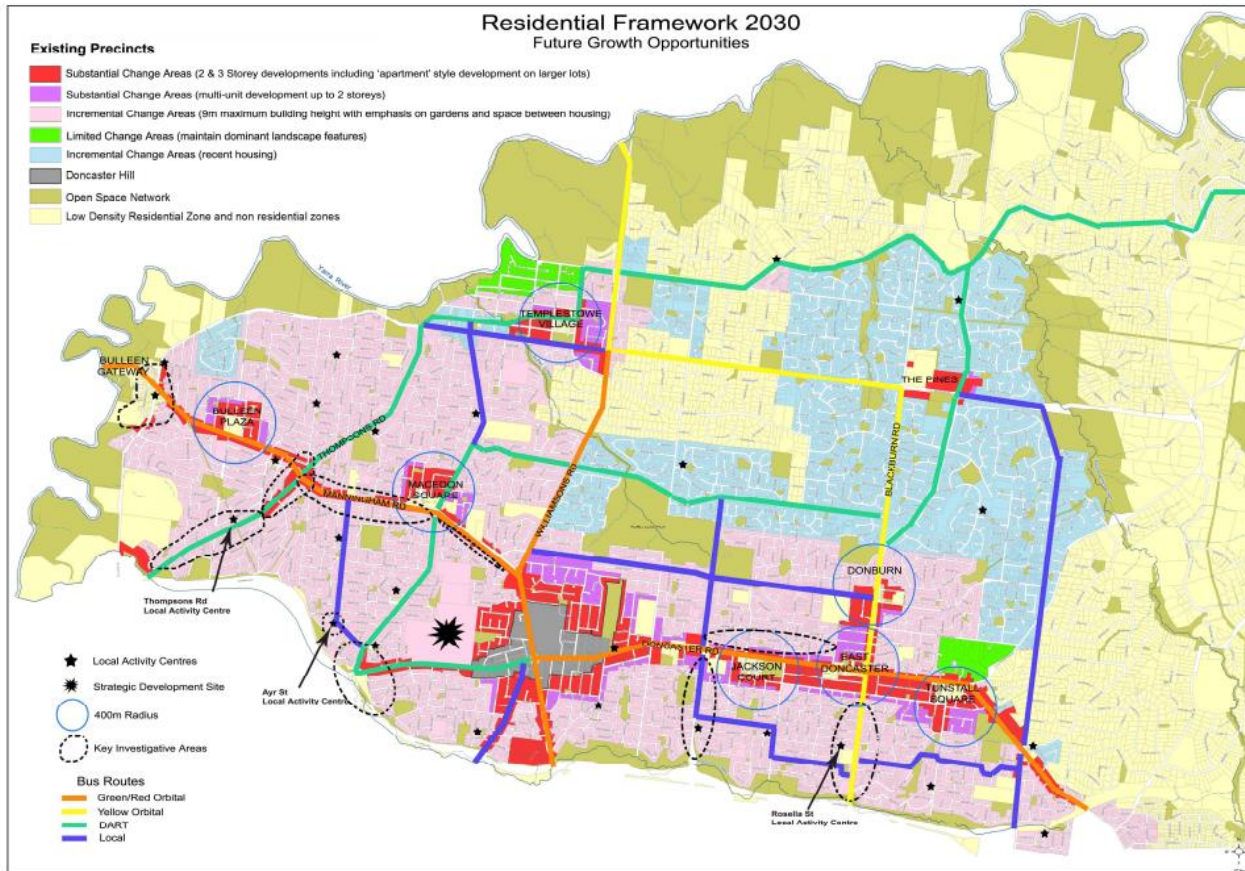 Residential Framework 2030
Future Growth Opportunities
Existing Precincts
Substantial Change Areas (2 & 3 Storey developments including 'apartment' style development on larger lots)
Substantial Change Areas (multi-unit development up to 2 storeys)
Incremental Change Areas (9m maximum building height with emphasis on gardens and space between housing)
Limited Change Areas (maintain dominant landscape features)
Incremental Change Areas (recent housing)
Doncaster Hill
Open Space Network
Low Density Residential Zone and non residential zones
Yarra River
TEMPLESTOWE
VILLAGE
BULLEEN
GATEWAY
THE PINES
BULLEEN
PLAZA
THOMPSONS RD
BLACKBURN RD
WILLIAMSONS RD
MACEDON
SQUARE
MANNINGHAM RD
DONBURN
Thompsons Rd
Local Activity Centre
DONCASTER RD
EAST
DONCASTER
JACKSON
COURT
TUNSTALL
SQUARE
Local Activity Centres
Strategic Development Site
Ayr St
Local Activity Centre
400m Radius
Key Investigative Areas
Bus Routes
Green/Red Orbital
Yellow Orbital
DART
Local
Rosella St
Local Activity Centre